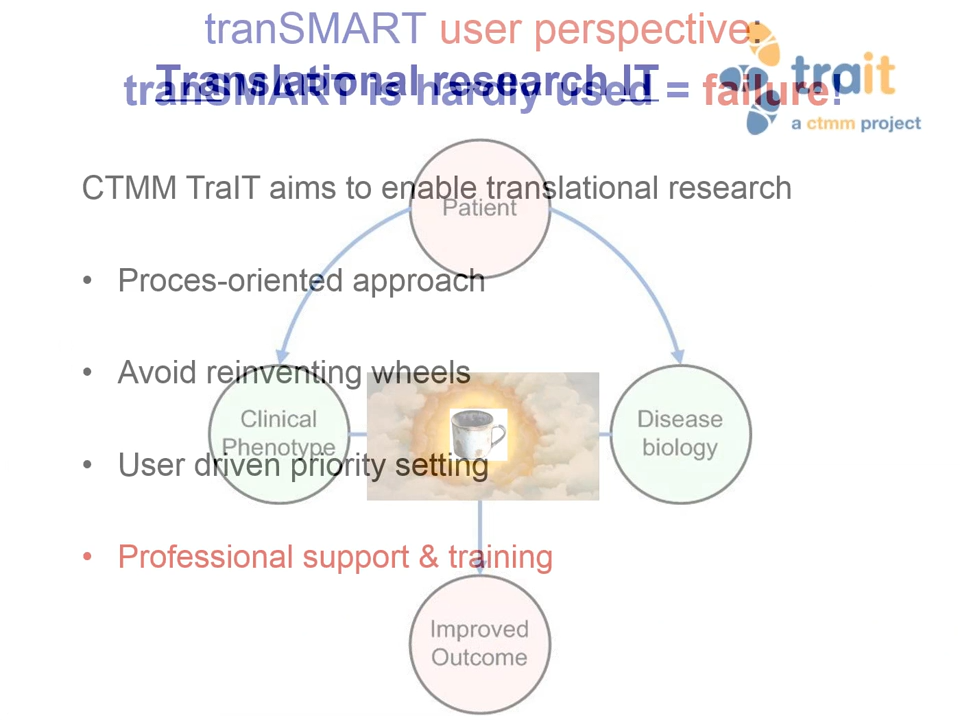 tranSMART user perspective:
Translational research IT
tranSMART is hardly used = failure!
trait
a ctmm project
CTMM TraIT aims to enable translational research
Patient
• Proces-oriented approach
• Avoid reinventing wheels
Clinical
Phenotype
Disease
biology
• User driven priority setting
• Professional support & training
Improved
Outcome